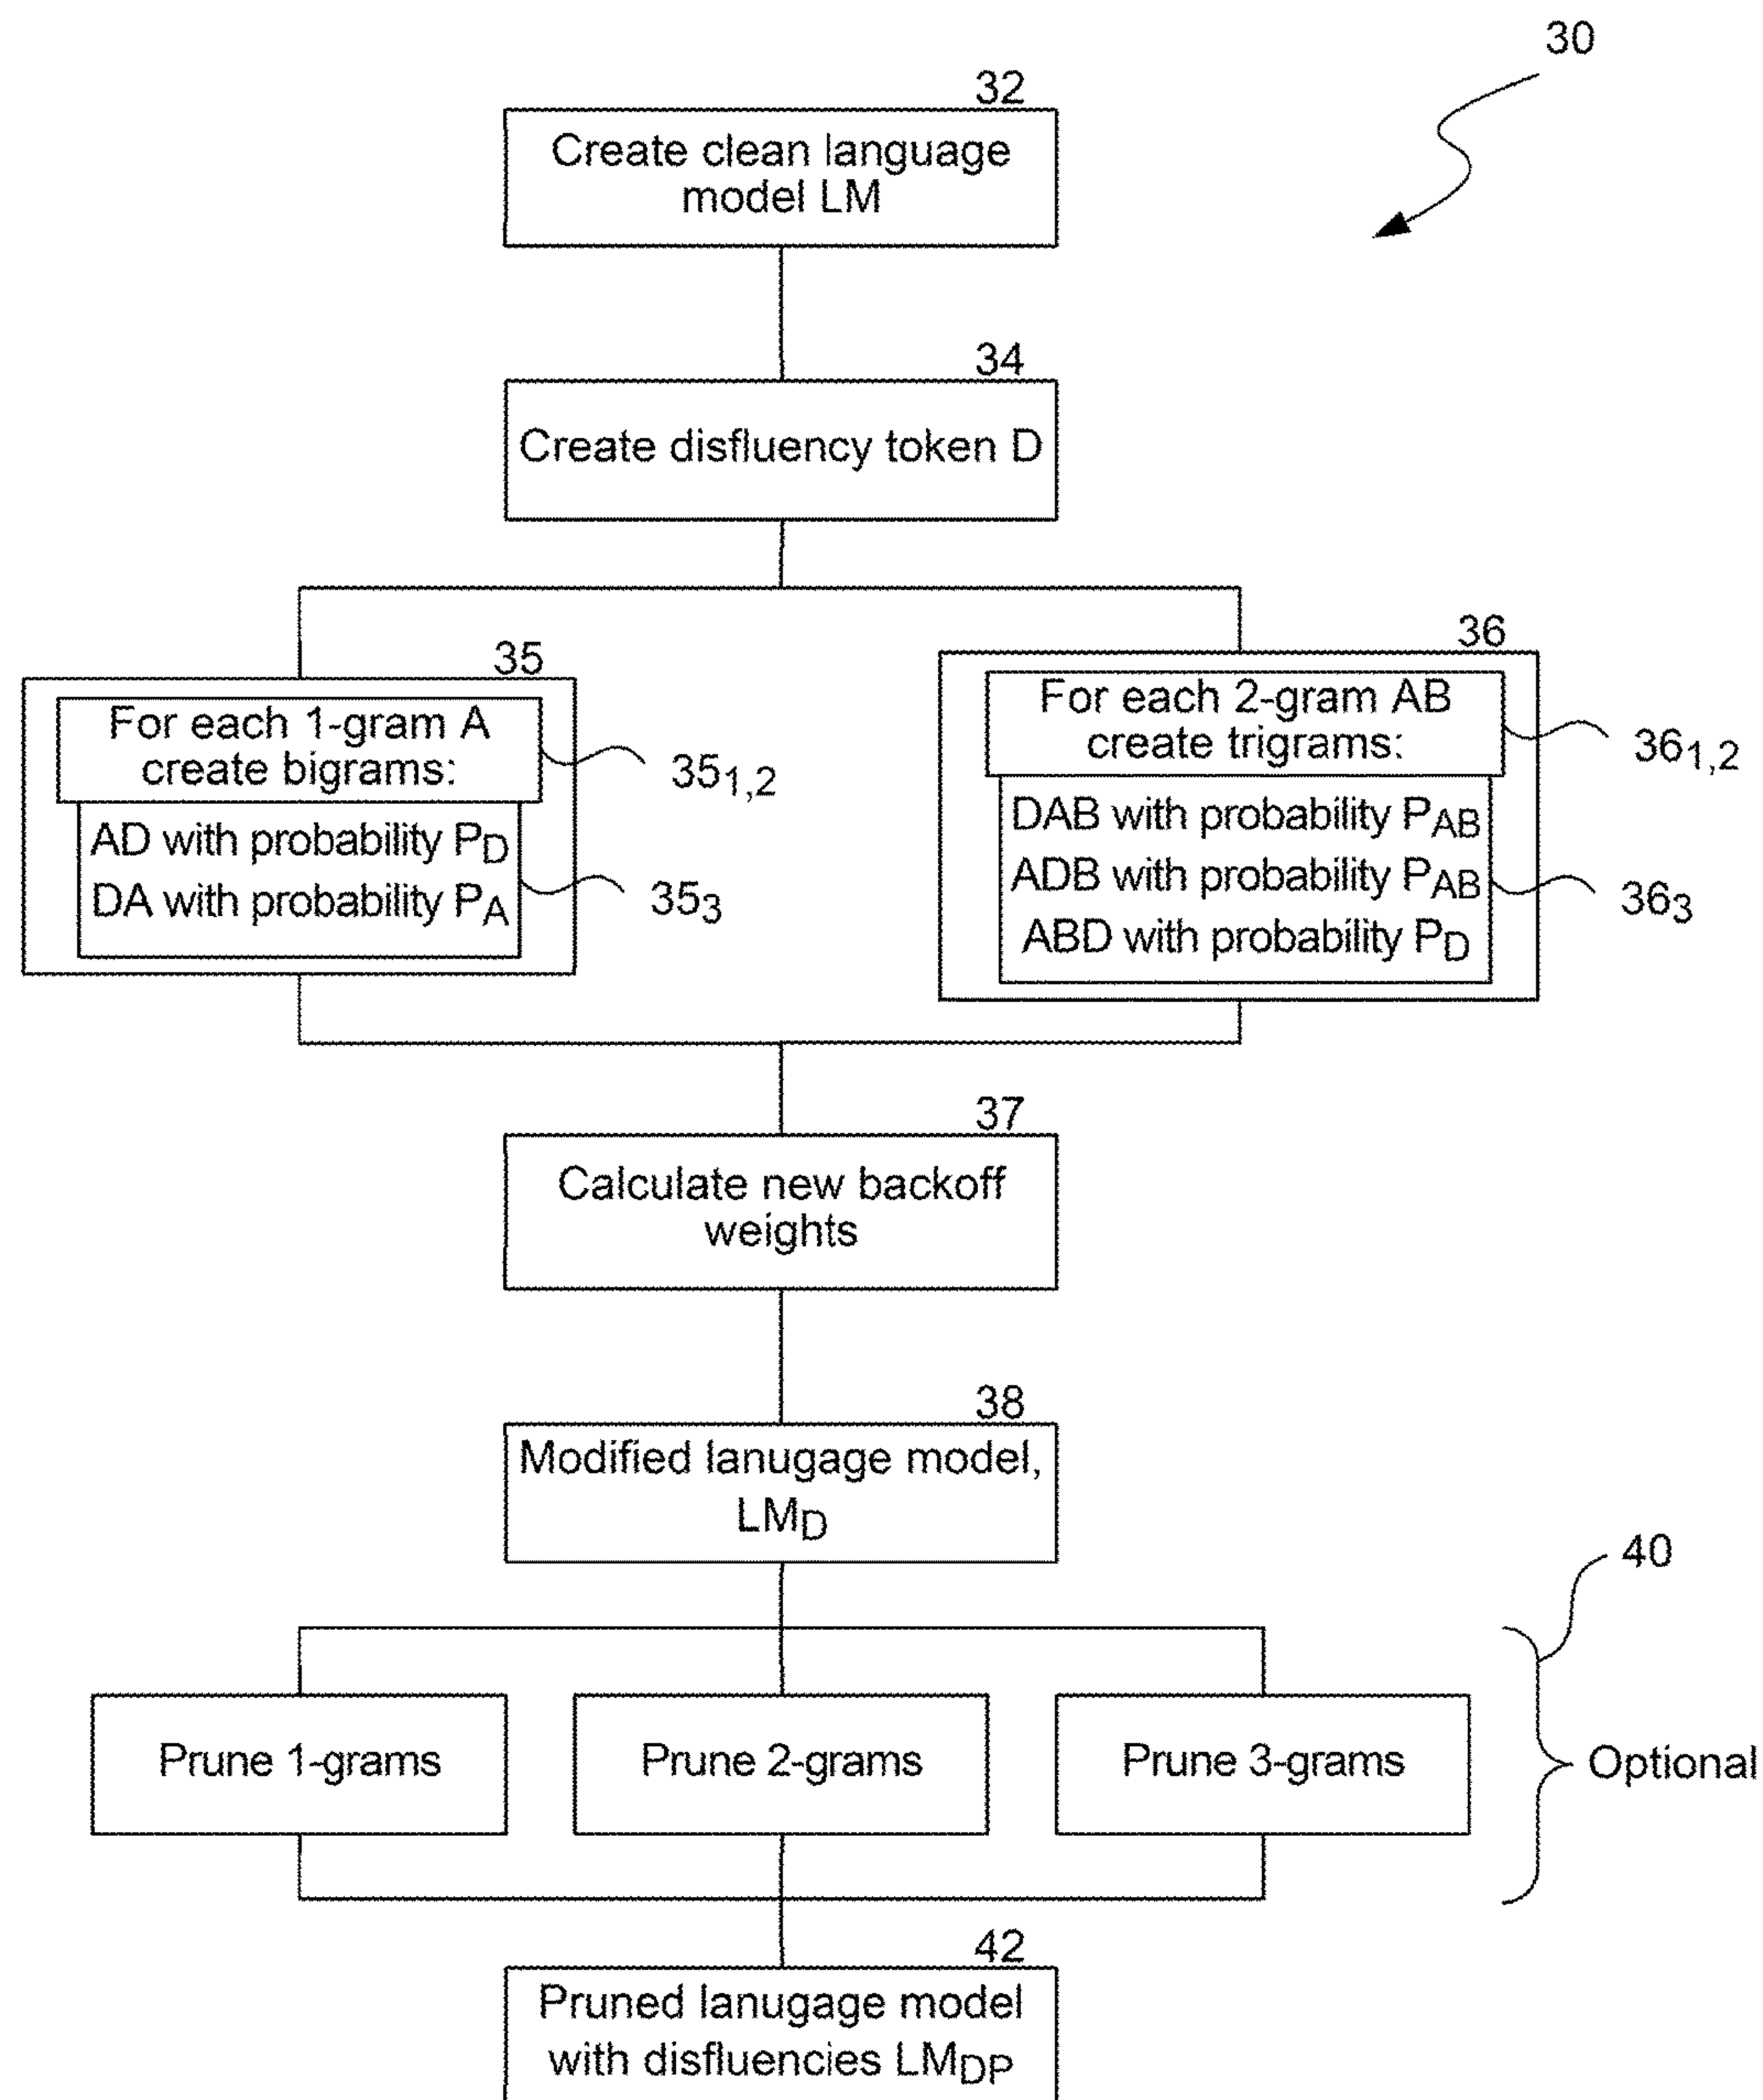 30
32
Create clean language
model LM
34
Create disfluency token D
35
For each 1-gram A
create bigrams:
351,2
AD with probability PD
DA with probability PA
353
36
For each 2-gram AB
create trigrams:
361,2
DAB with probability PAB
ADB with probability PAB
363
ABD with probability PD
37
Calculate new backoff
weights
38
Modified lanugage model,
LMD
40
Prune 1-grams
Prune 2-grams
Prune 3-grams
Optional
42
Pruned lanugage model
with disfluencies LMDP